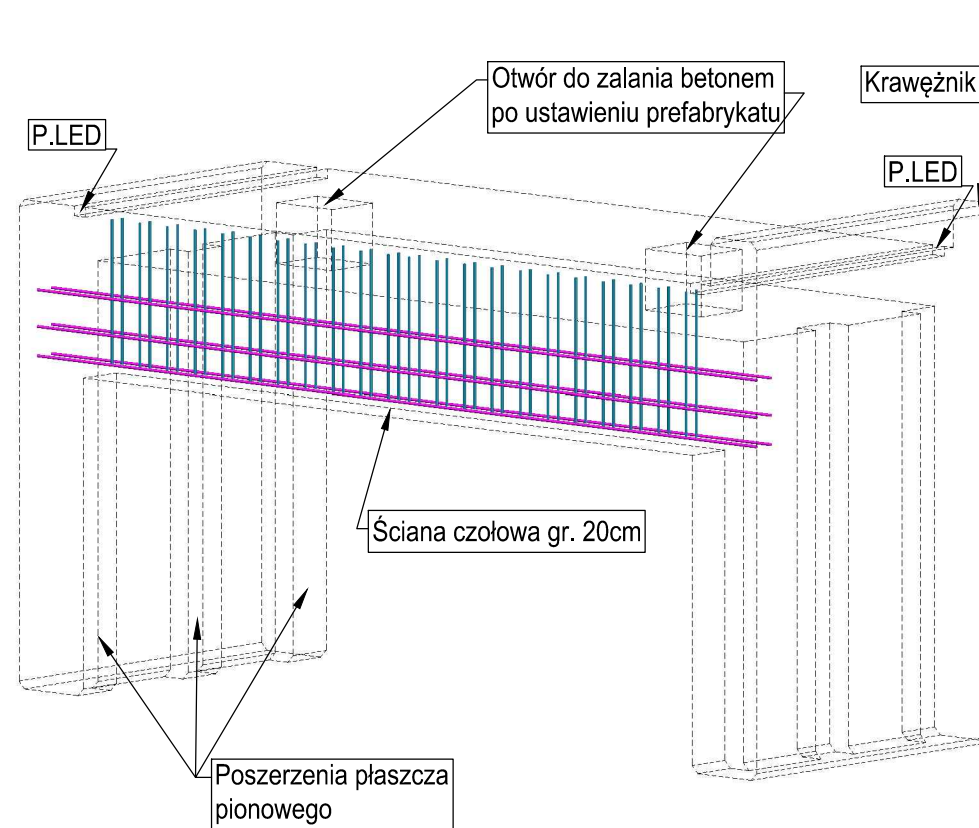 Otwór do zalania betonem
po ustawieniu prefabrykatu
Krawężnik
P.LED
P.LED
Ściana czołowa gr. 20cm
Poszerzenia płaszcza
pionowego